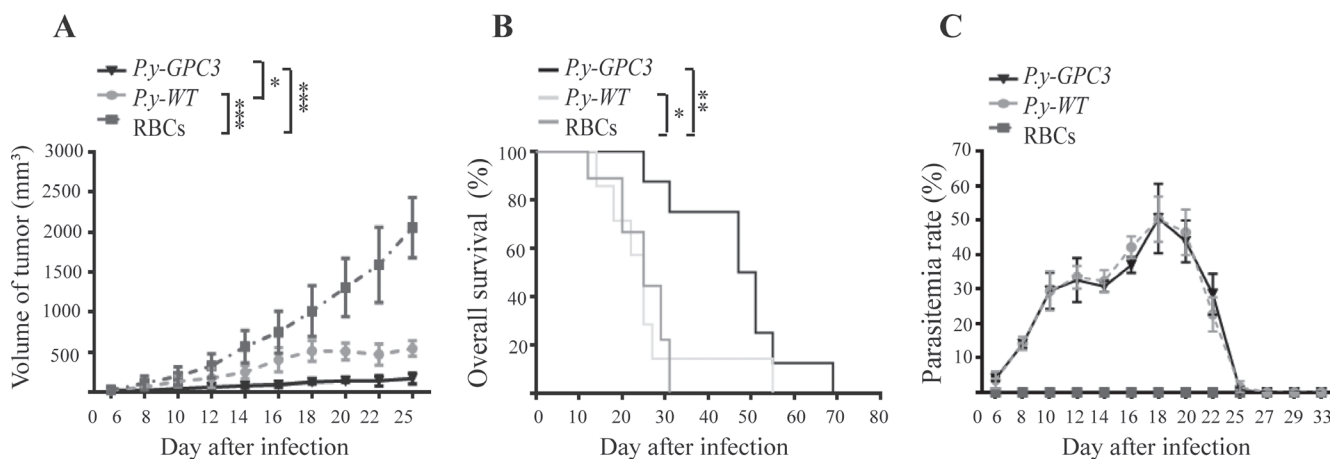 A
P.y-GPC3
P.y-WT
RBCs
*
***
***
3000
2500
2000
1500
1000
500
Volume of tumor (mm³)
0 6 8 10 12 14 16 18 20 22 25
Day after infection
B
P.y-GPC3
P.y-WT
RBCs
*
**
100
80
60
40
20
Overall survival (%)
0 10 20 30 40 50 60 70 80
Day after infection
C
P.y-GPC3
P.y-WT
RBCs
70
60
50
40
30
20
10
Parasitemia rate (%)
0 6 8 10 12 14 16 18 20 22 25 27 29 33
Day after infection